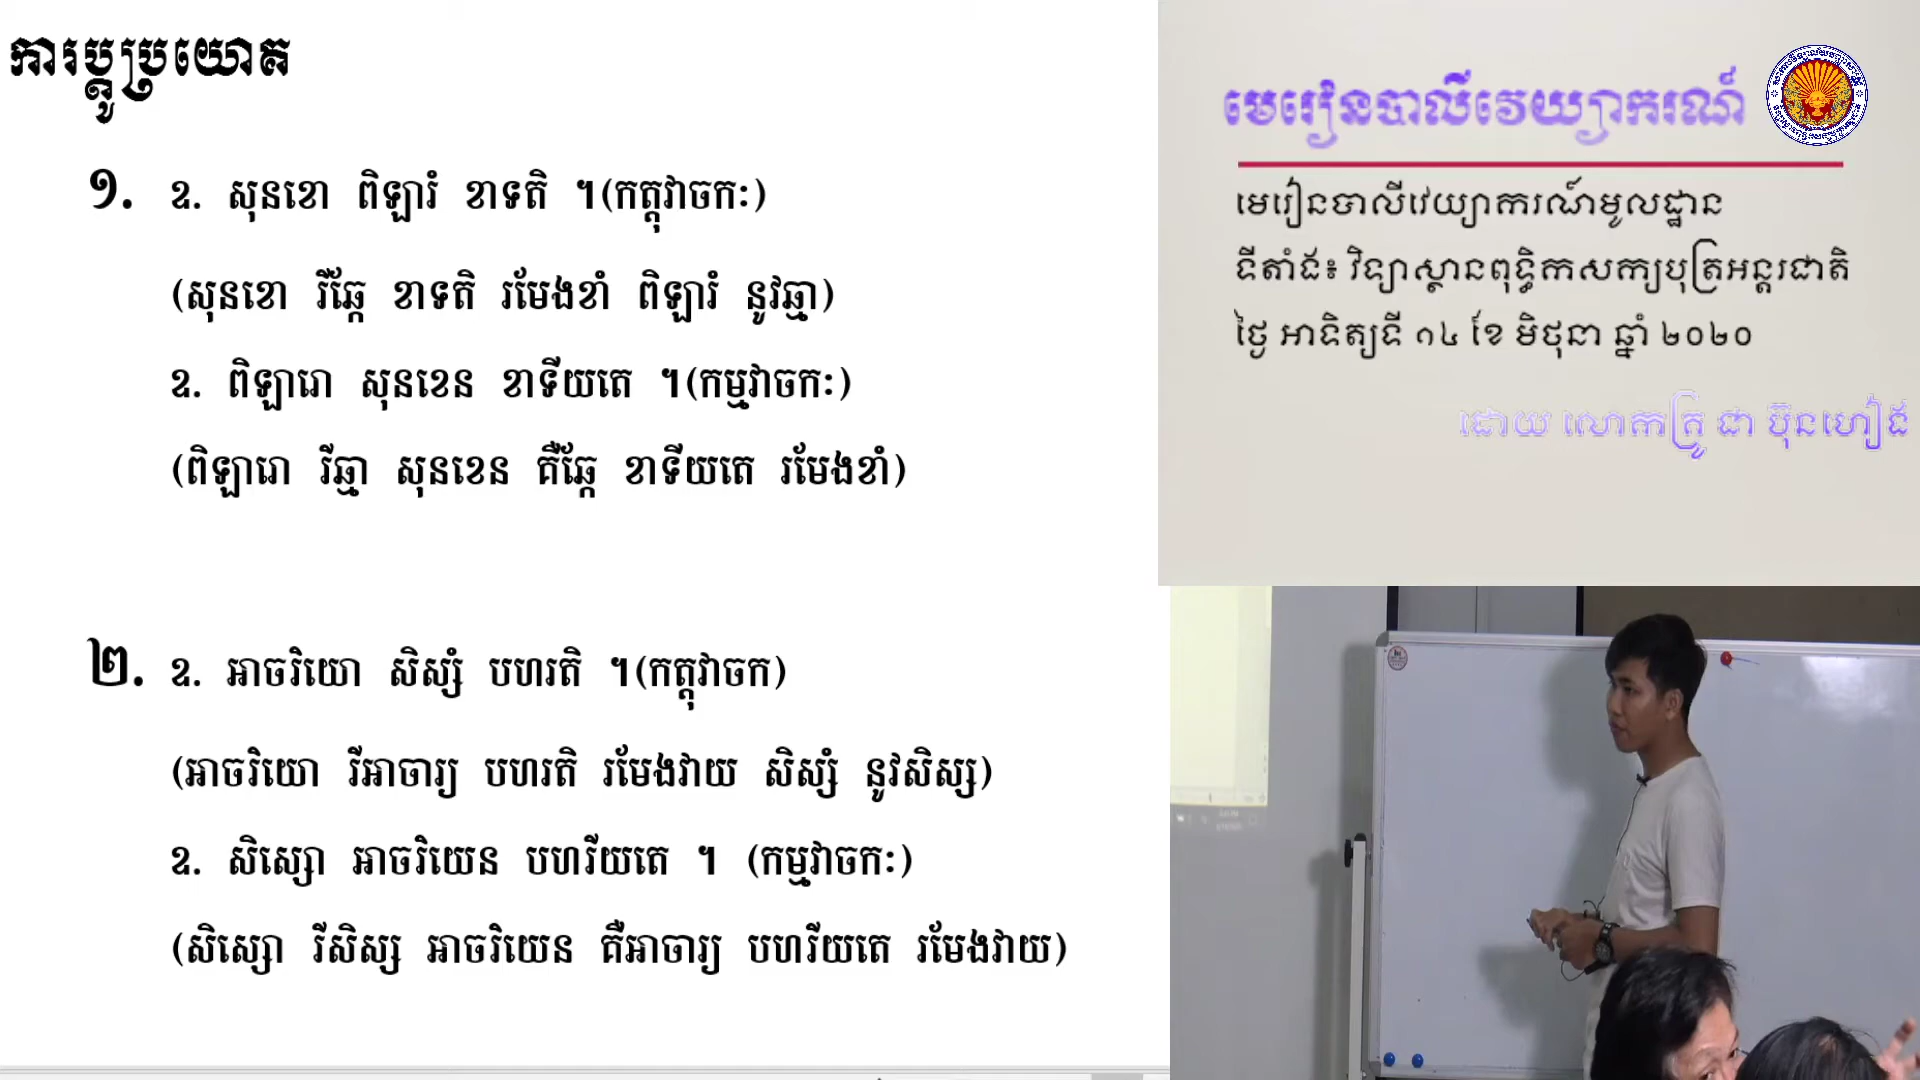 ការប្តូប្រយោគ
១. ឧ. សុនខោ ពិឡារំ ខាទតិ ។(កត្តុវាចកៈ)
(សុនខោ រីឆ្កែ ខាទតិ រមែងខាំ ពិឡារំ នូវឆ្មា)
ឧ. ពិឡារោ សុនខេន ខាទីយតេ ។(កម្មវាចកៈ)
(ពិឡារោ រីឆ្មា សុនខេន គឺឆ្កែ ខាទីយតេ រមែងខាំ)
២. ឧ. អាចរិយោ សិស្សំ បហរតិ ។(កត្តុវាចក)
(អាចរិយោ រីអាចារ្យ បហរតិ រមែងវាយ សិស្សំ នូវសិស្ស)
ឧ. សិស្សោ អាចរិយេន បហរីយតេ ។ (កម្មវាចកៈ)
(សិស្សោ រីសិស្ស អាចរិយេន គឺអាចារ្យ បហរីយតេ រមែងវាយ)
មេរៀនបាលីវេយ្យាករណ៍
មេរៀនបាលីវេយ្យាករណ៍មូលដ្ឋាន
ទីតាំង៖ វិទ្យាស្ថានពុទ្ធិកសក្យបុត្រអន្តរជាតិ
ថ្ងៃ អាទិត្យទី ១៤ ខែ មិថុនា ឆ្នាំ ២០២០
ដោយ លោកគ្រូ ជា ប៊ុនហៀង